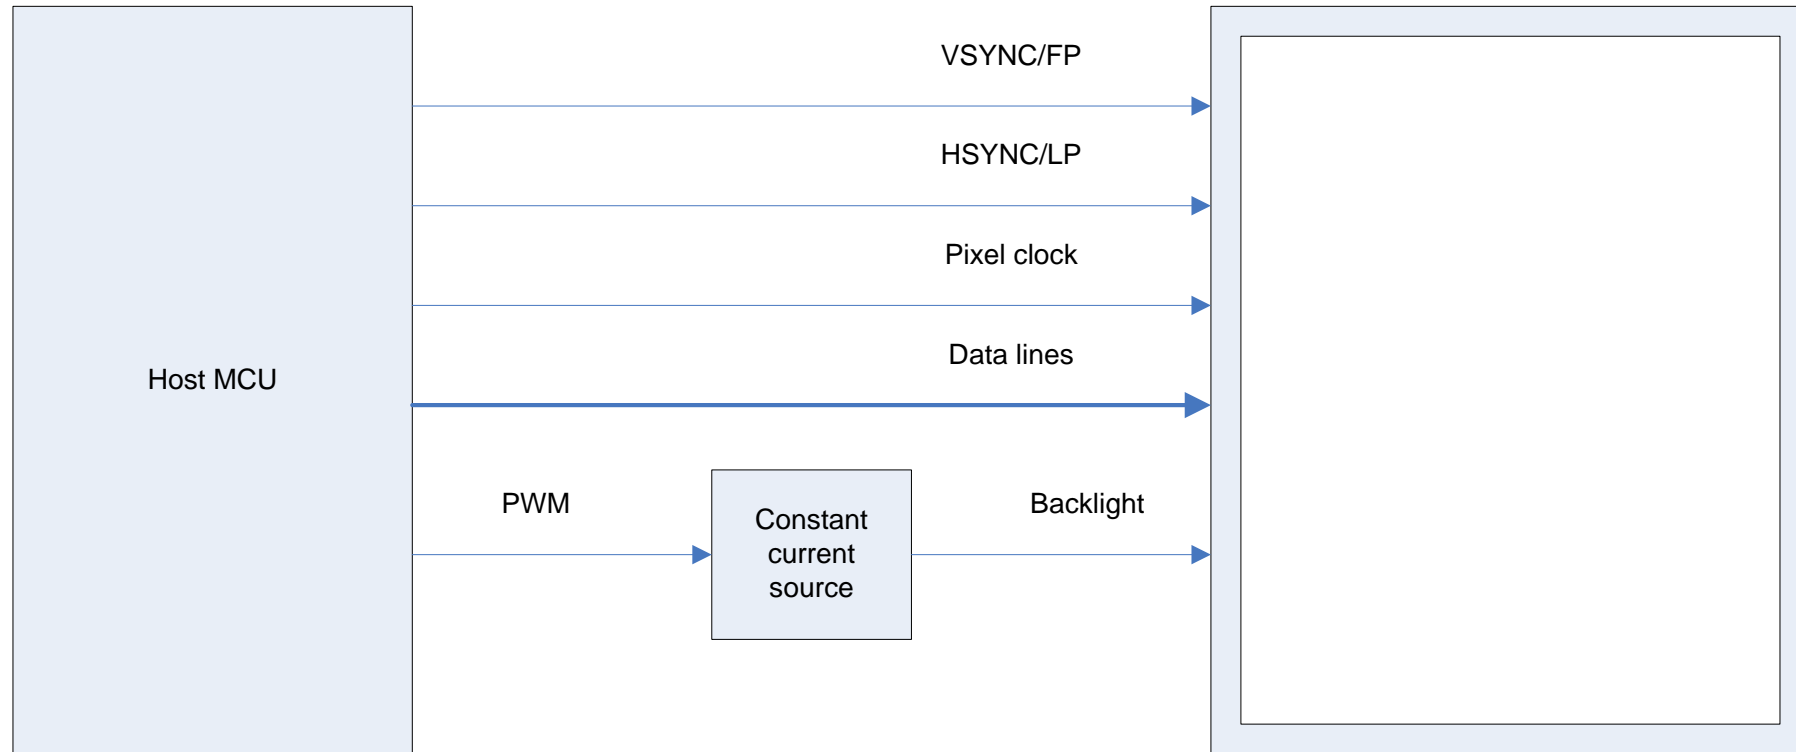 VSYNC/FP
HSYNC/LP
Pixel clock
Data lines
Host MCU
PWM
Constant
current
source
Backlight